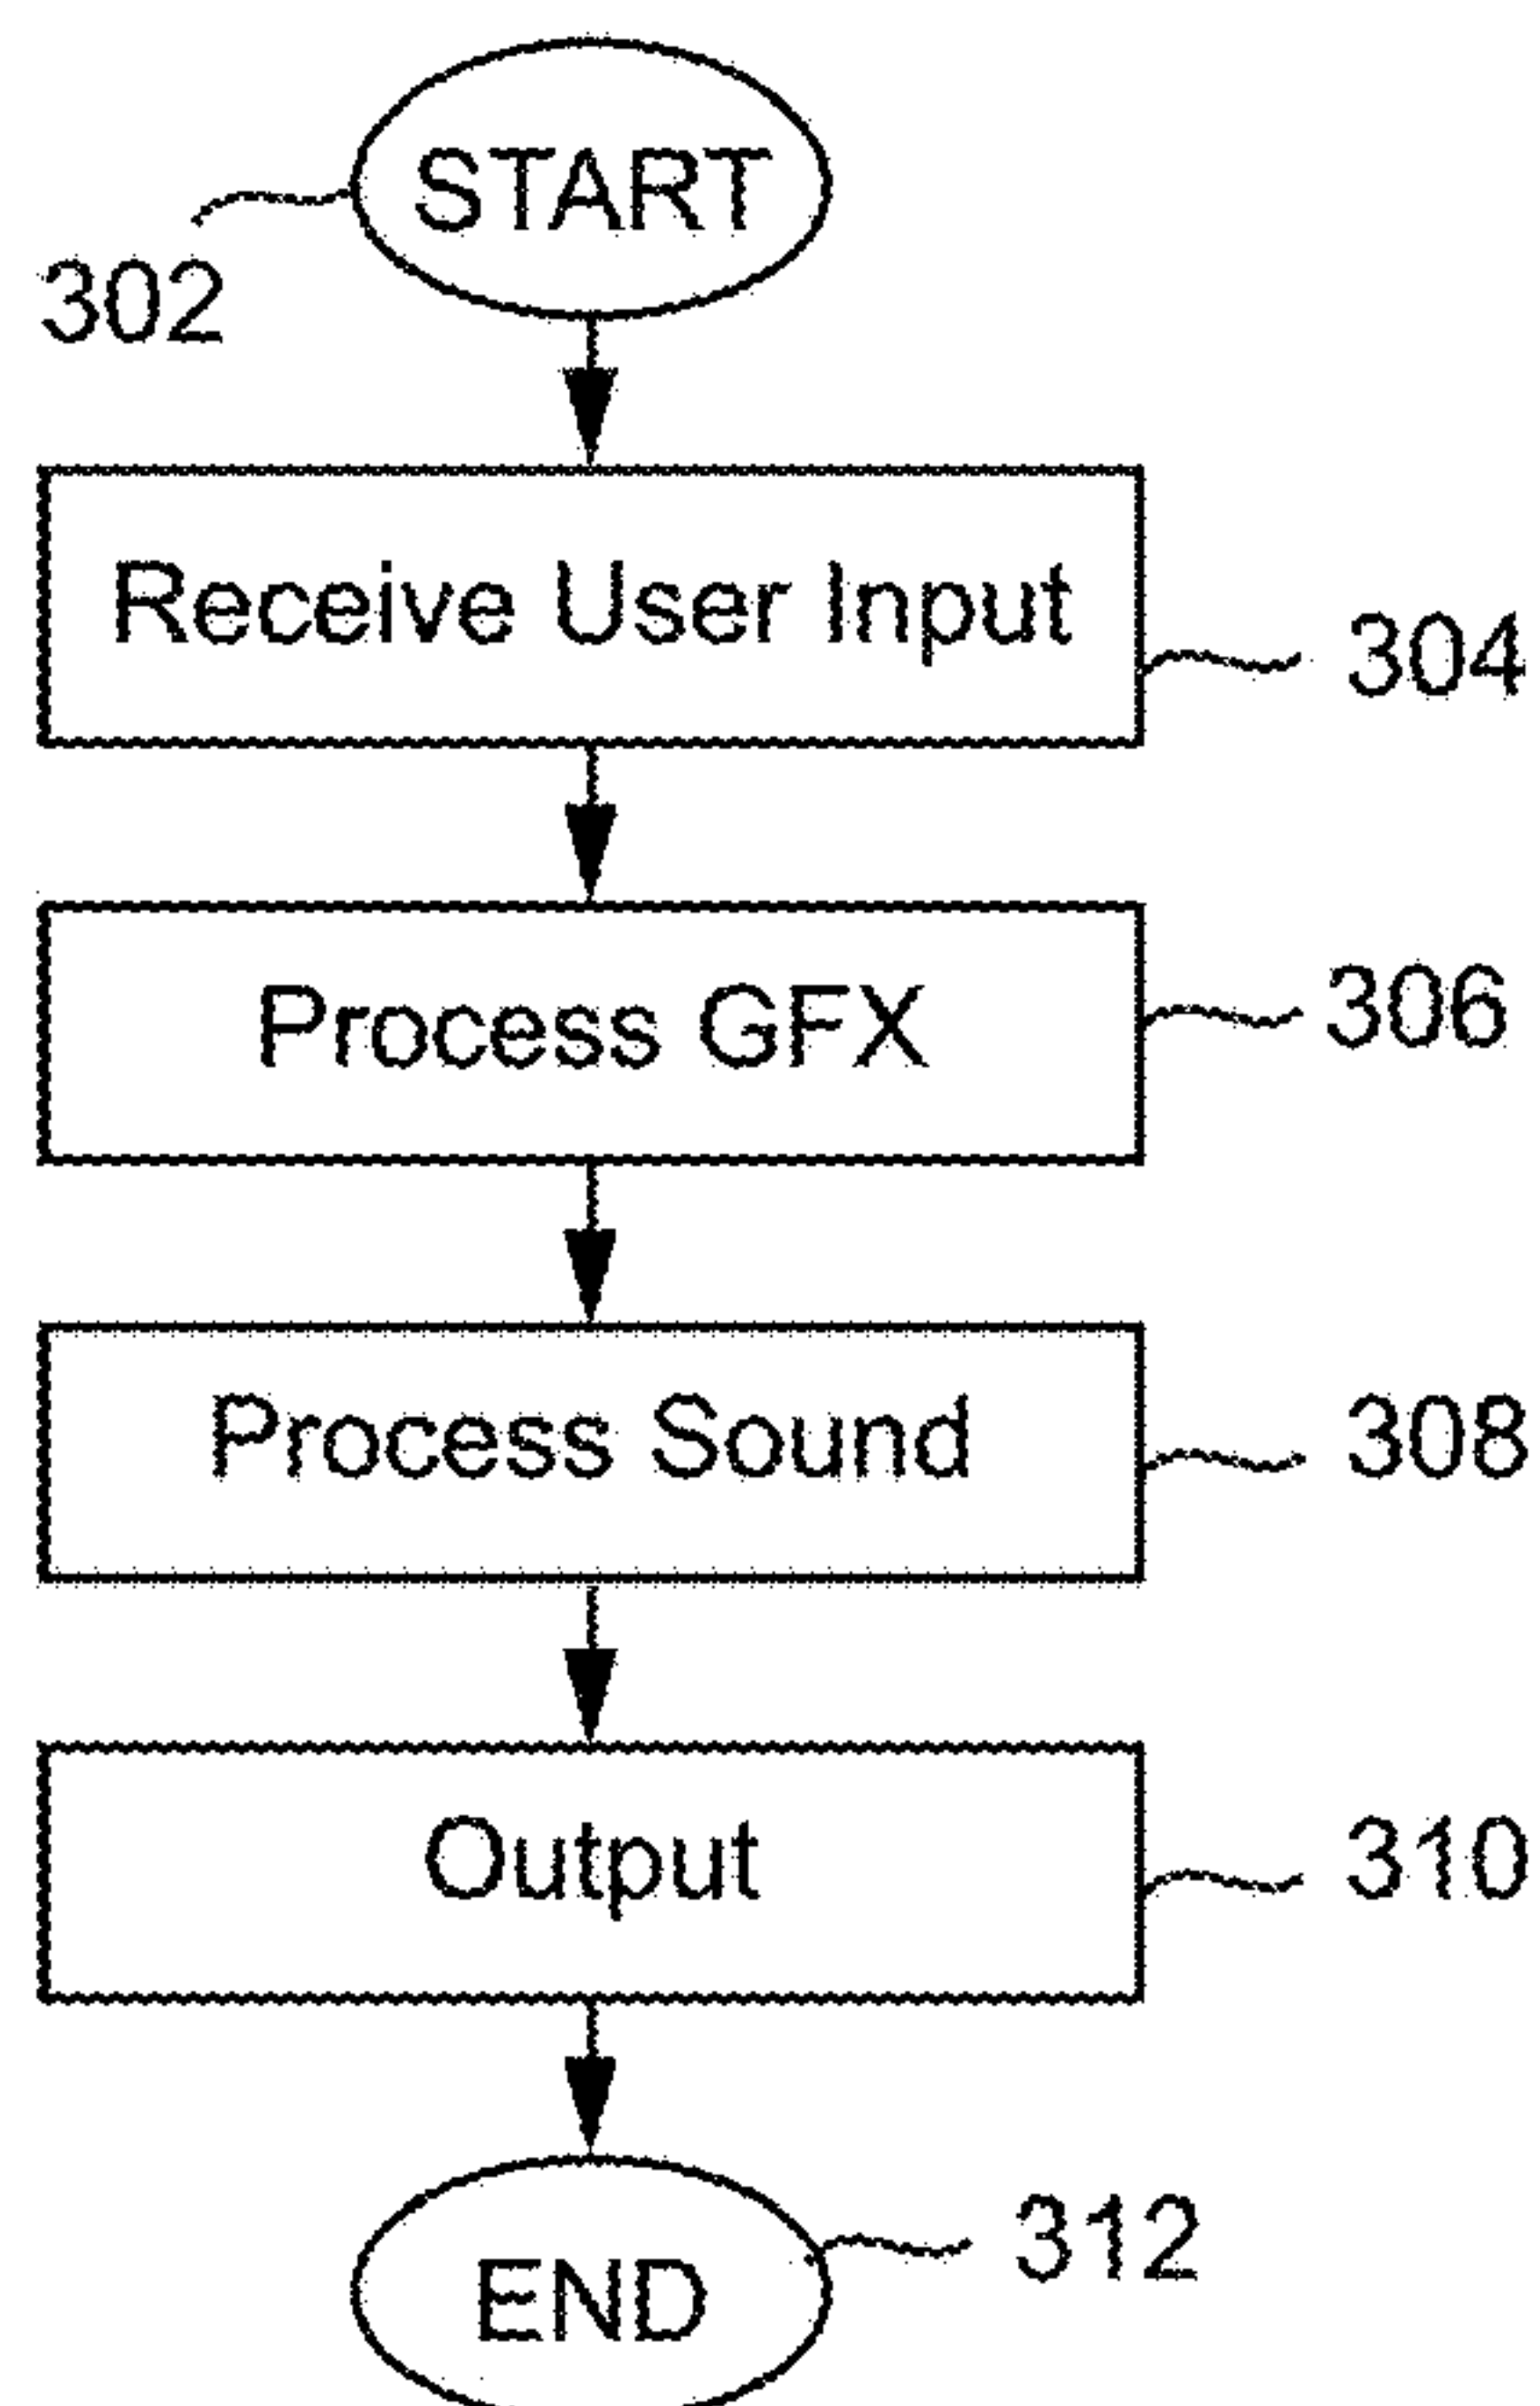 START
302
Receive User Input
304
Process GFX
306
Process Sound
308
Output
310
END
312